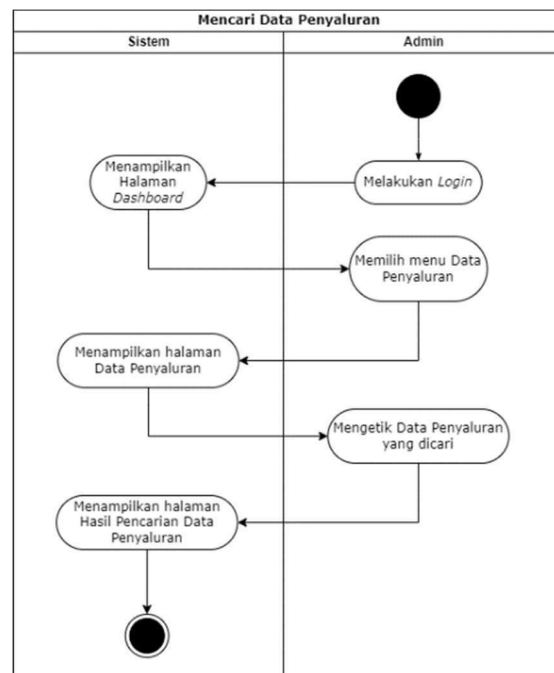 Mencari Data Penyaluran
Sistem
Admin
Melakukan Login
Menampilkan
Halaman
Dashboard
Memilih menu Data
Penyaluran
Menampilkan halaman
Data Penyaluran
Mengetik Data Penyaluran
yang dicari
Menampilkan halaman
Hasil Pencarian Data
Penyaluran